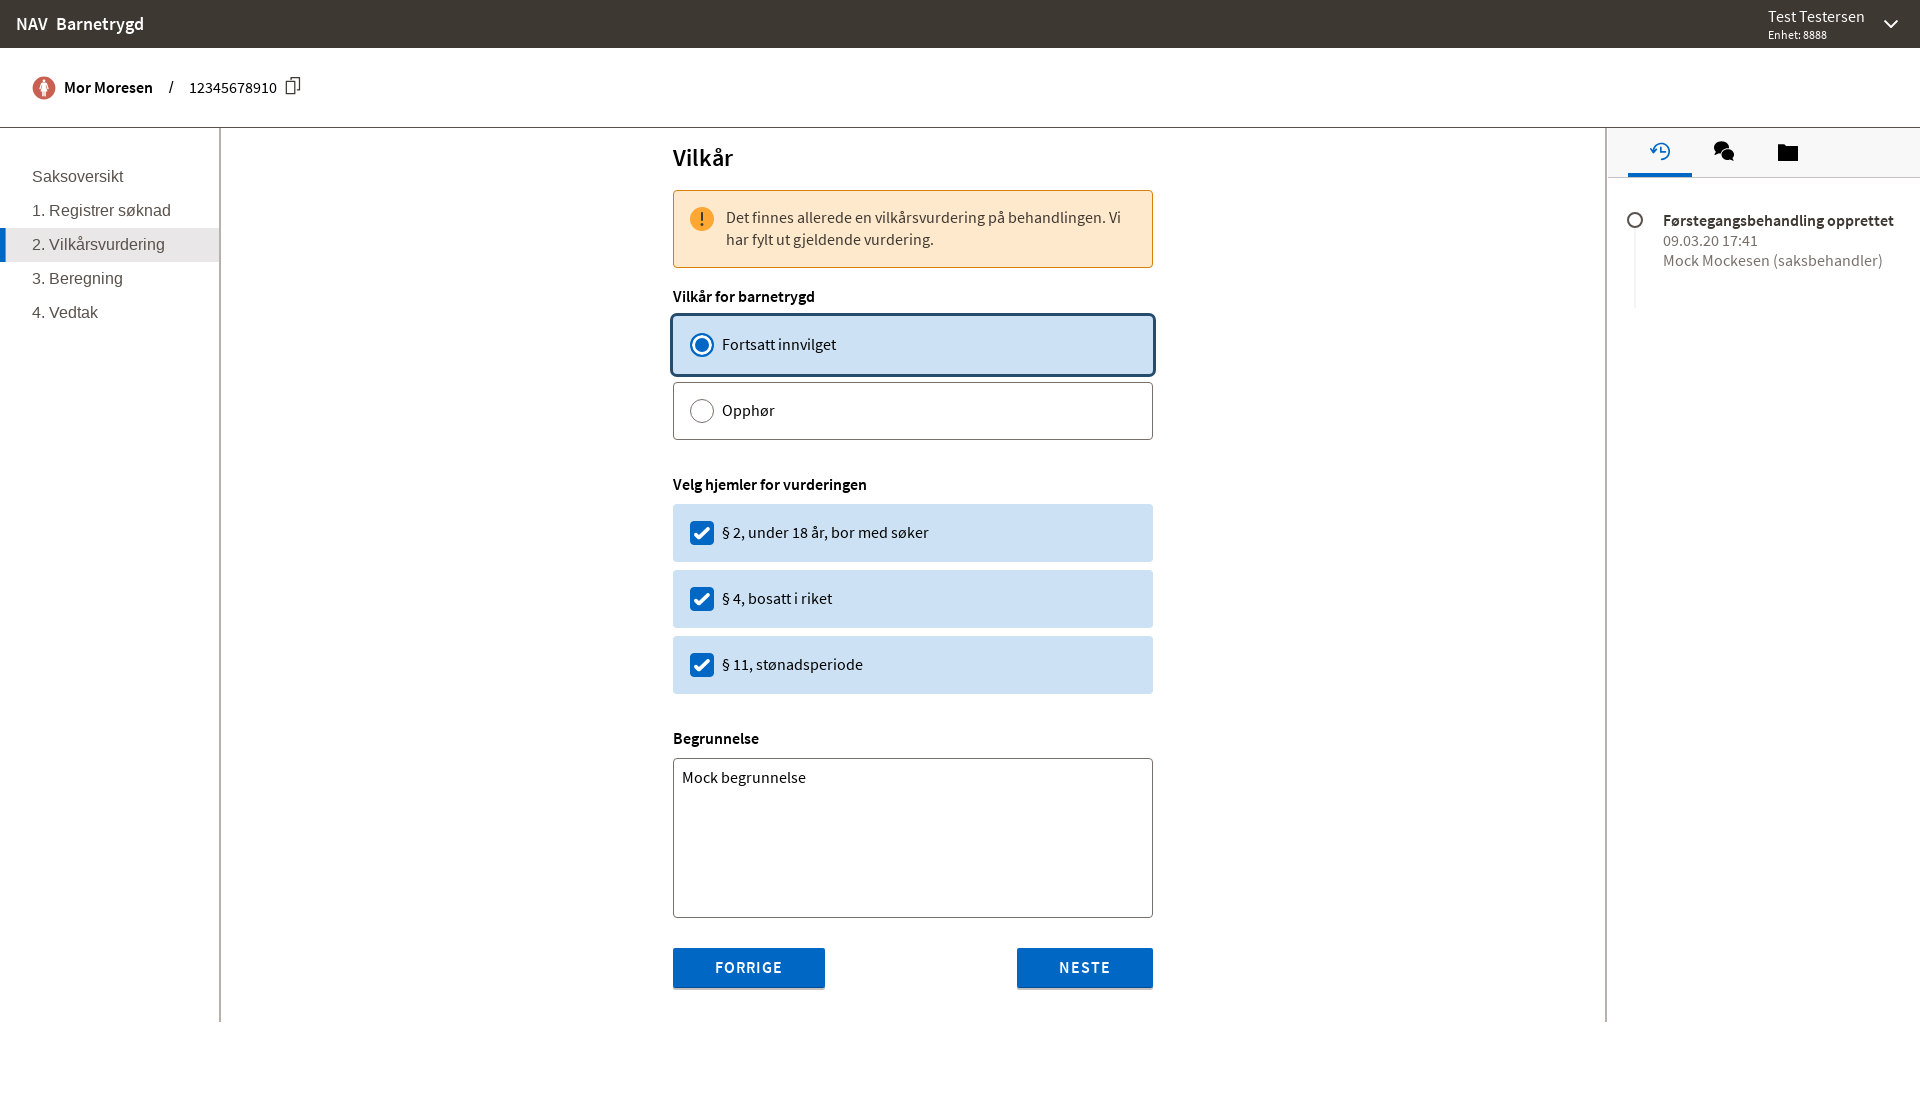 NAV Barnetrygd
Test Testersen
Enhet: 8888
Mor Moresen / 12345678910
Saksoversikt
1. Registrer søknad
2. Vilkårsvurdering
3. Beregning
4. Vedtak
Vilkår
Det finnes allerede en vilkårsvurdering på behandlingen. Vi
har fylt ut gjeldende vurdering.
Vilkår for barnetrygd
Fortsatt innvilget
Opphør
Velg hjemler for vurderingen
§ 2, under 18 år, bor med søker
§ 4, bosatt i riket
§ 11, stønadsperiode
Begrunnelse
Mock begrunnelse
FORRIGE
NESTE
Førstegangsbehandling opprettet
09.03.20 17:41
Mock Mockesen (saksbehandler)